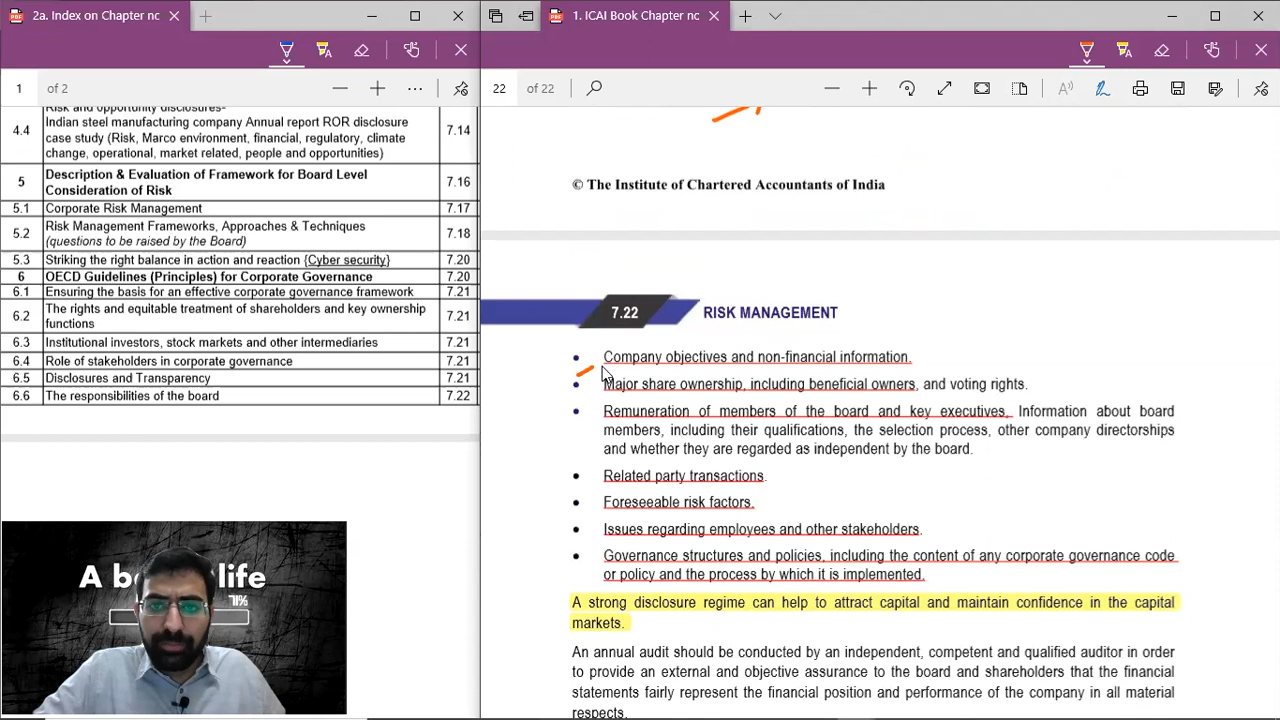 2a. Index on Chapter nc
1. ICAI Book Chapter nc
1 of 2
22 of 22
Risk and opportunity disclosures-
4.4 Indian steel manufacturing company Annual report ROR disclosure case study (Risk, Marco environment, financial, regulatory, climate change, operational, market related, people and opportunities) 7.14
5 Description & Evaluation of Framework for Board Level Consideration of Risk 7.16
5.1 Corporate Risk Management 7.17
5.2 Risk Management Frameworks, Approaches & Techniques (questions to be raised by the Board) 7.18
5.3 Striking the right balance in action and reaction {Cyber security} 7.20
6 OECD Guidelines (Principles) for Corporate Governance 7.20
6.1 Ensuring the basis for an effective corporate governance framework 7.21
6.2 The rights and equitable treatment of shareholders and key ownership functions 7.21
6.3 Institutional investors, stock markets and other intermediaries 7.21
6.4 Role of stakeholders in corporate governance 7.21
6.5 Disclosures and Transparency 7.21
6.6 The responsibilities of the board 7.22
life
71%
© The Institute of Chartered Accountants of India
7.22 RISK MANAGEMENT
• Company objectives and non-financial information.
• Major share ownership, including beneficial owners, and voting rights.
• Remuneration of members of the board and key executives, Information about board
members, including their qualifications, the selection process, other company directorships
and whether they are regarded as independent by the board.
• Related party transactions.
• Foreseeable risk factors.
• Issues regarding employees and other stakeholders.
• Governance structures and policies, including the content of any corporate governance code
or policy and the process by which it is implemented.
A strong disclosure regime can help to attract capital and maintain confidence in the capital
markets.
An annual audit should be conducted by an independent, competent and qualified auditor in order
to provide an external and objective assurance to the board and shareholders that the financial
statements fairly represent the financial position and performance of the company in all material
respects.